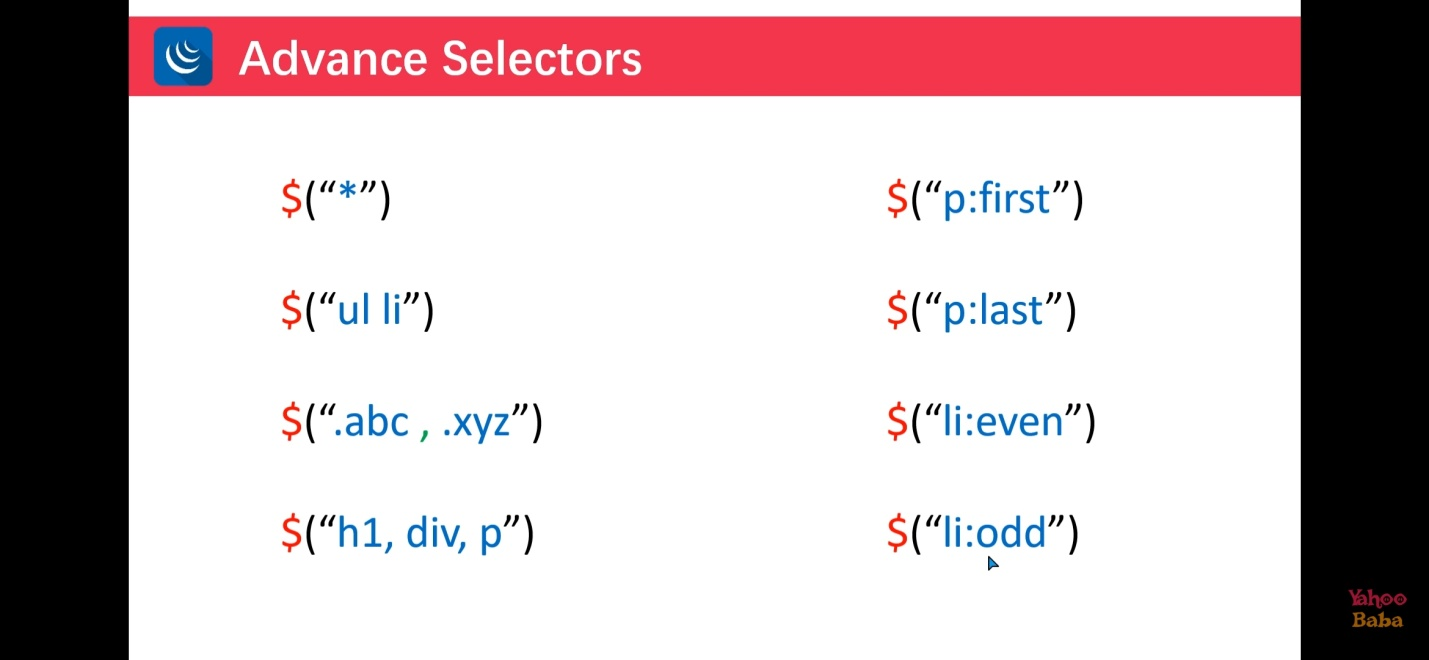 Advance Selectors
$(“*”)
$(“ul li”)
$(“.abc , .xyz”)
$(“h1, div, p”)
$(“p:first”)
$(“p:last”)
$(“li:even”)
$(“li:odd”)
Yahoo
Baba